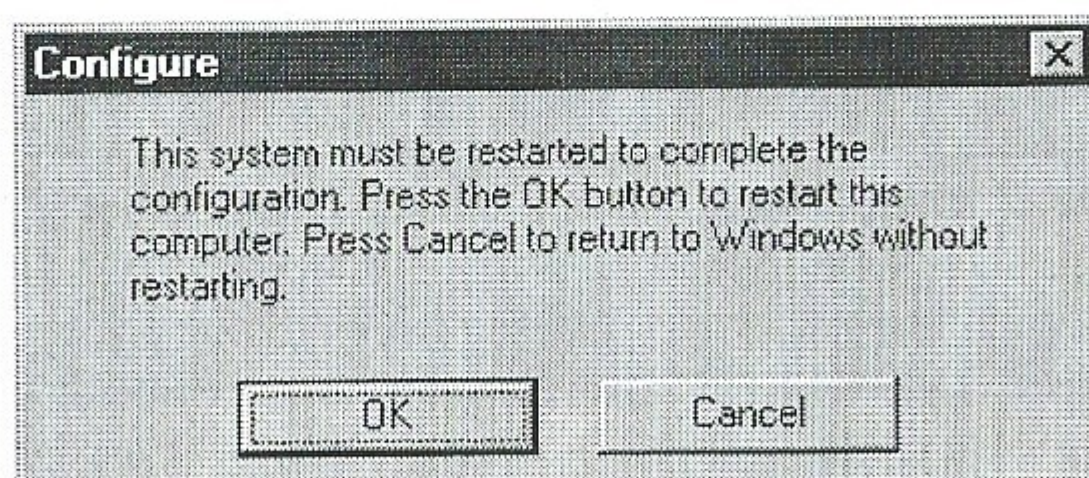 Configure
This system must be restarted to complete the
configuration. Press the OK button to restart this
computer. Press Cancel to return to Windows without
restarting.
OK Cancel